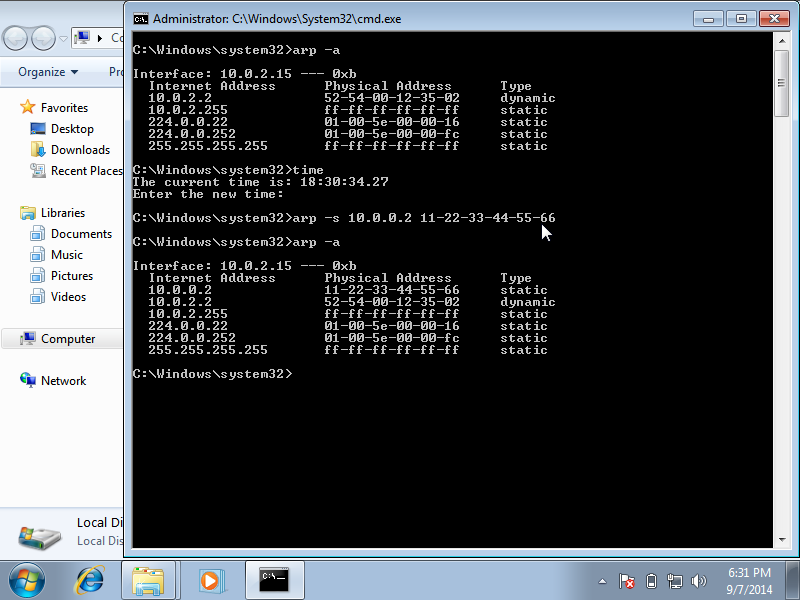 Administrator: C:\Windows\System32\cmd.exe
C:\Windows\system32>arp -a
Interface: 10.0.2.15 --- 0xb
Internet Address Physical Address Type
10.0.2.2 52-54-00-12-35-02 dynamic
10.0.2.255 ff-ff-ff-ff-ff-ff static
224.0.0.22 01-00-5e-00-00-16 static
224.0.0.252 01-00-5e-00-00-fc static
255.255.255.255 ff-ff-ff-ff-ff-ff static
C:\Windows\system32>time
The current time is: 18:30:34.27
Enter the new time:
C:\Windows\system32>arp -s 10.0.0.2 11-22-33-44-55-66
C:\Windows\system32>arp -a
Interface: 10.0.2.15 --- 0xb
Internet Address Physical Address Type
10.0.0.2 11-22-33-44-55-66 static
10.0.2.2 52-54-00-12-35-02 dynamic
10.0.2.255 ff-ff-ff-ff-ff-ff static
224.0.0.22 01-00-5e-00-00-16 static
224.0.0.252 01-00-5e-00-00-fc static
255.255.255.255 ff-ff-ff-ff-ff-ff static
C:\Windows\system32>
Co
Organize Pro
Favorites
Desktop
Downloads
Recent Places
Libraries
Documents
Music
Pictures
Videos
Computer
Network
Local Di
Local Dis
C:\_
6:31 PM
9/7/2014